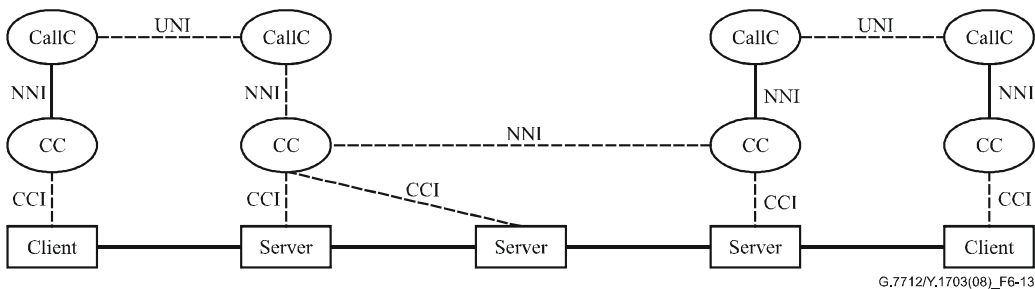 CallC UNI CallC CallC UNI CallC
NNI NNI NNI NNI
CC CC NNI CC CC
CCI CCI CCI CCI CCI
Client Server Server Server Client
G.7712/Y.1703(08)_F6-13